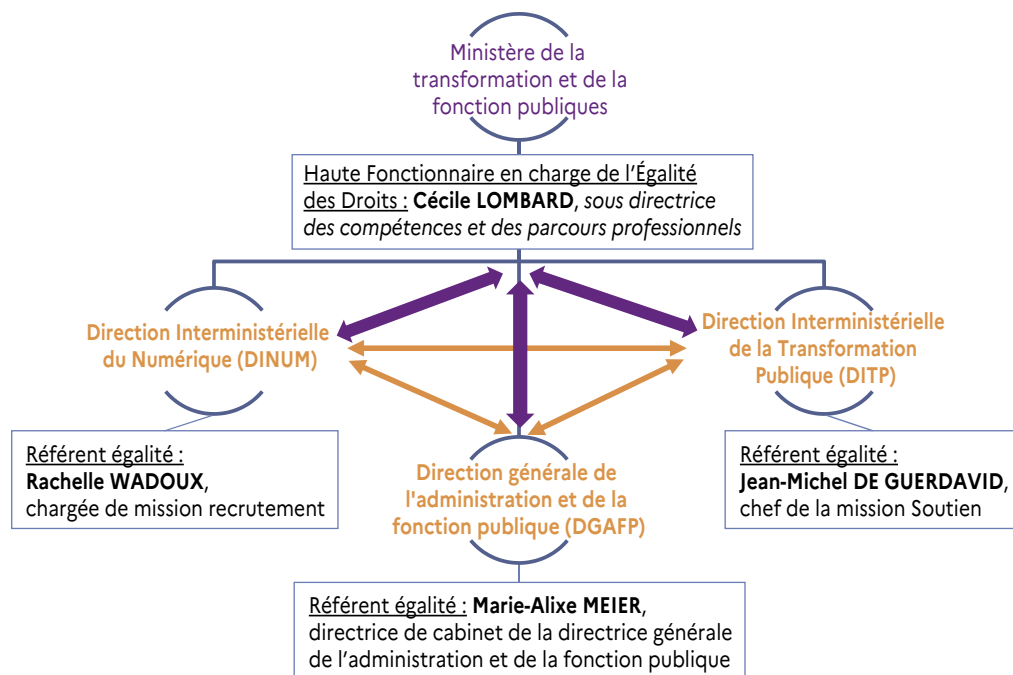 Ministère de la
transformation et de la
fonction publiques
Haute Fonctionnaire en charge de l'Égalité
des Droits : Cécile LOMBARD, sous directrice
des compétences et des parcours professionnels
Direction Interministérielle
du Numérique (DINUM)
Direction Interministérielle
de la Transformation
Publique (DITP)
Référent égalité :
Rachelle WADOUX,
chargée de mission recrutement
Direction générale de
l'administration et de la
fonction publique (DGAFP)
Référent égalité :
Jean-Michel DE GUERDAVID,
chef de la mission Soutien
Référent égalité : Marie-Alixe MEIER,
directrice de cabinet de la directrice générale
de l'administration et de la fonction publique